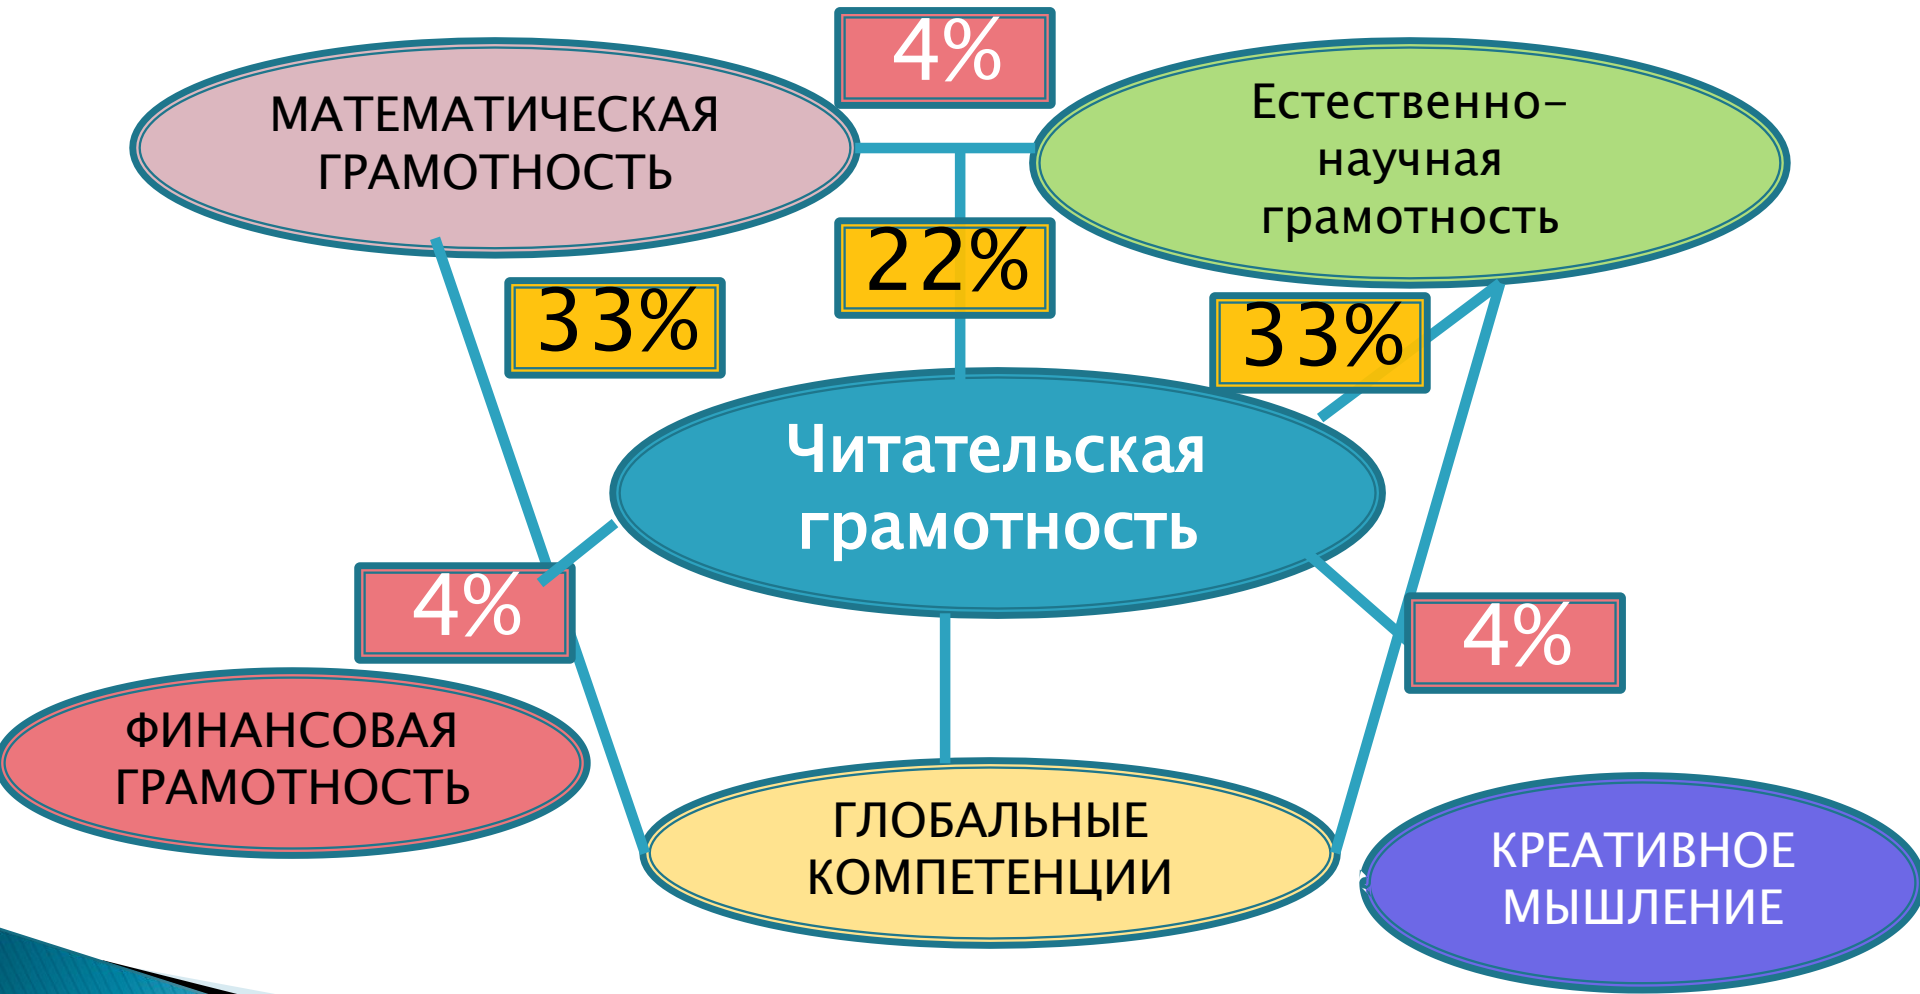 4%
МАТЕМАТИЧЕСКАЯ
ГРАМОТНОСТЬ
Естественно-
научная
грамотность
22%
33%
33%
Читательская
грамотность
4%
4%
ФИНАНСОВАЯ
ГРАМОТНОСТЬ
ГЛОБАЛЬНЫЕ
КОМПЕТЕНЦИИ
КРЕАТИВНОЕ
МЫШЛЕНИЕ